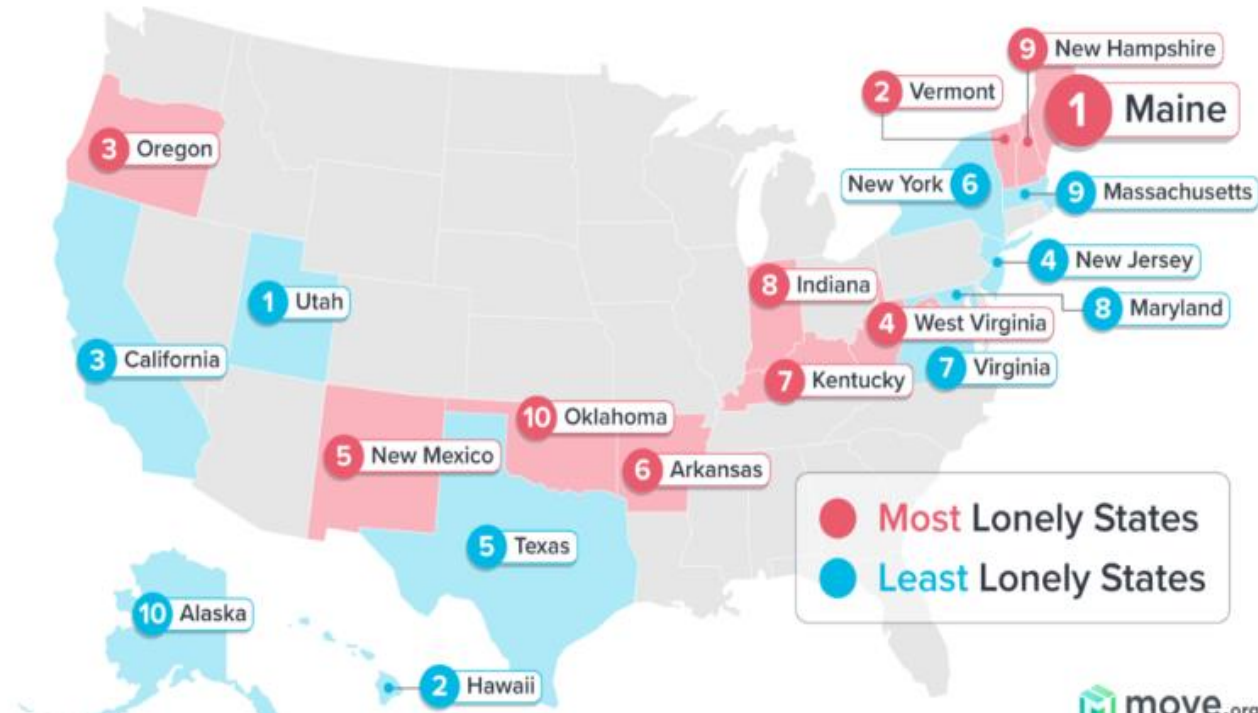 9 New Hampshire
2 Vermont
1 Maine
3 Oregon
New York 6
9 Massachusetts
4 New Jersey
8 Indiana
1 Utah
8 Maryland
4 West Virginia
3 California
7 Virginia
7 Kentucky
10 Oklahoma
5 New Mexico
6 Arkansas
Most Lonely States
5 Texas
Least Lonely States
10 Alaska
2 Hawaii
move.org